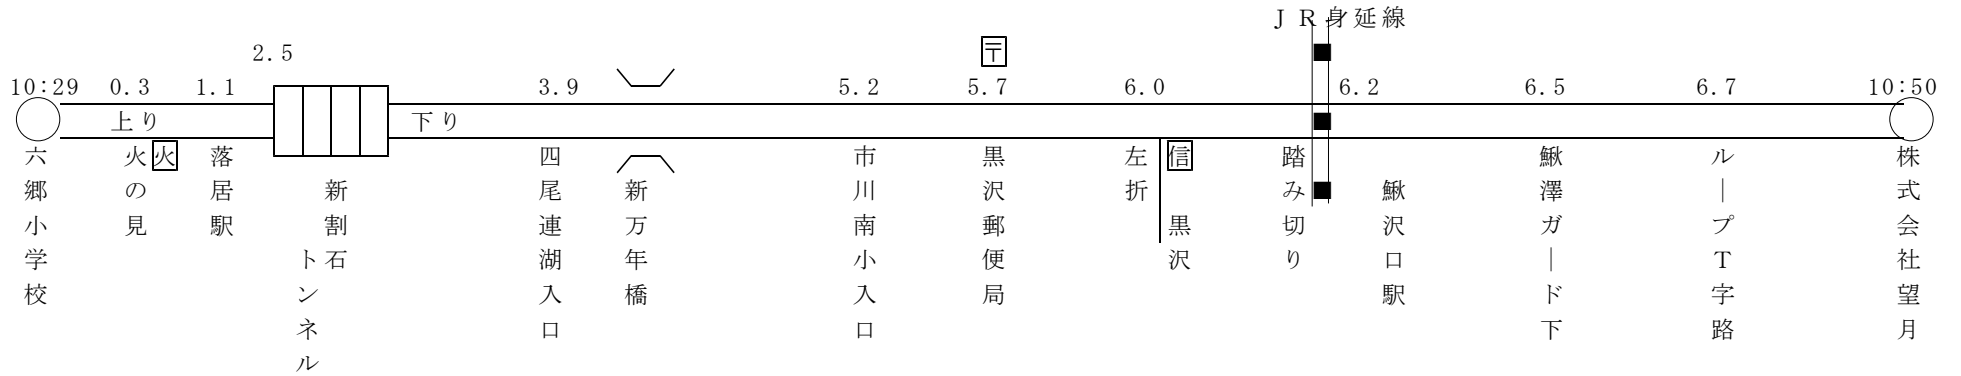 JR身延線
2.5
〒
10:29 0.3 1.1 3.9 5.2 5.7 6.0 6.2 6.5 6.7 10:50
上り
下り
六郷小学校
火の見
火
落居駅
新割石
トンネル
四尾連湖入口
新万年橋
市川南小入口
黒沢郵便局
左折
信
黒沢
踏み切り
鰍沢口駅
鰍澤ガード下
ループT字路
株式会社望月